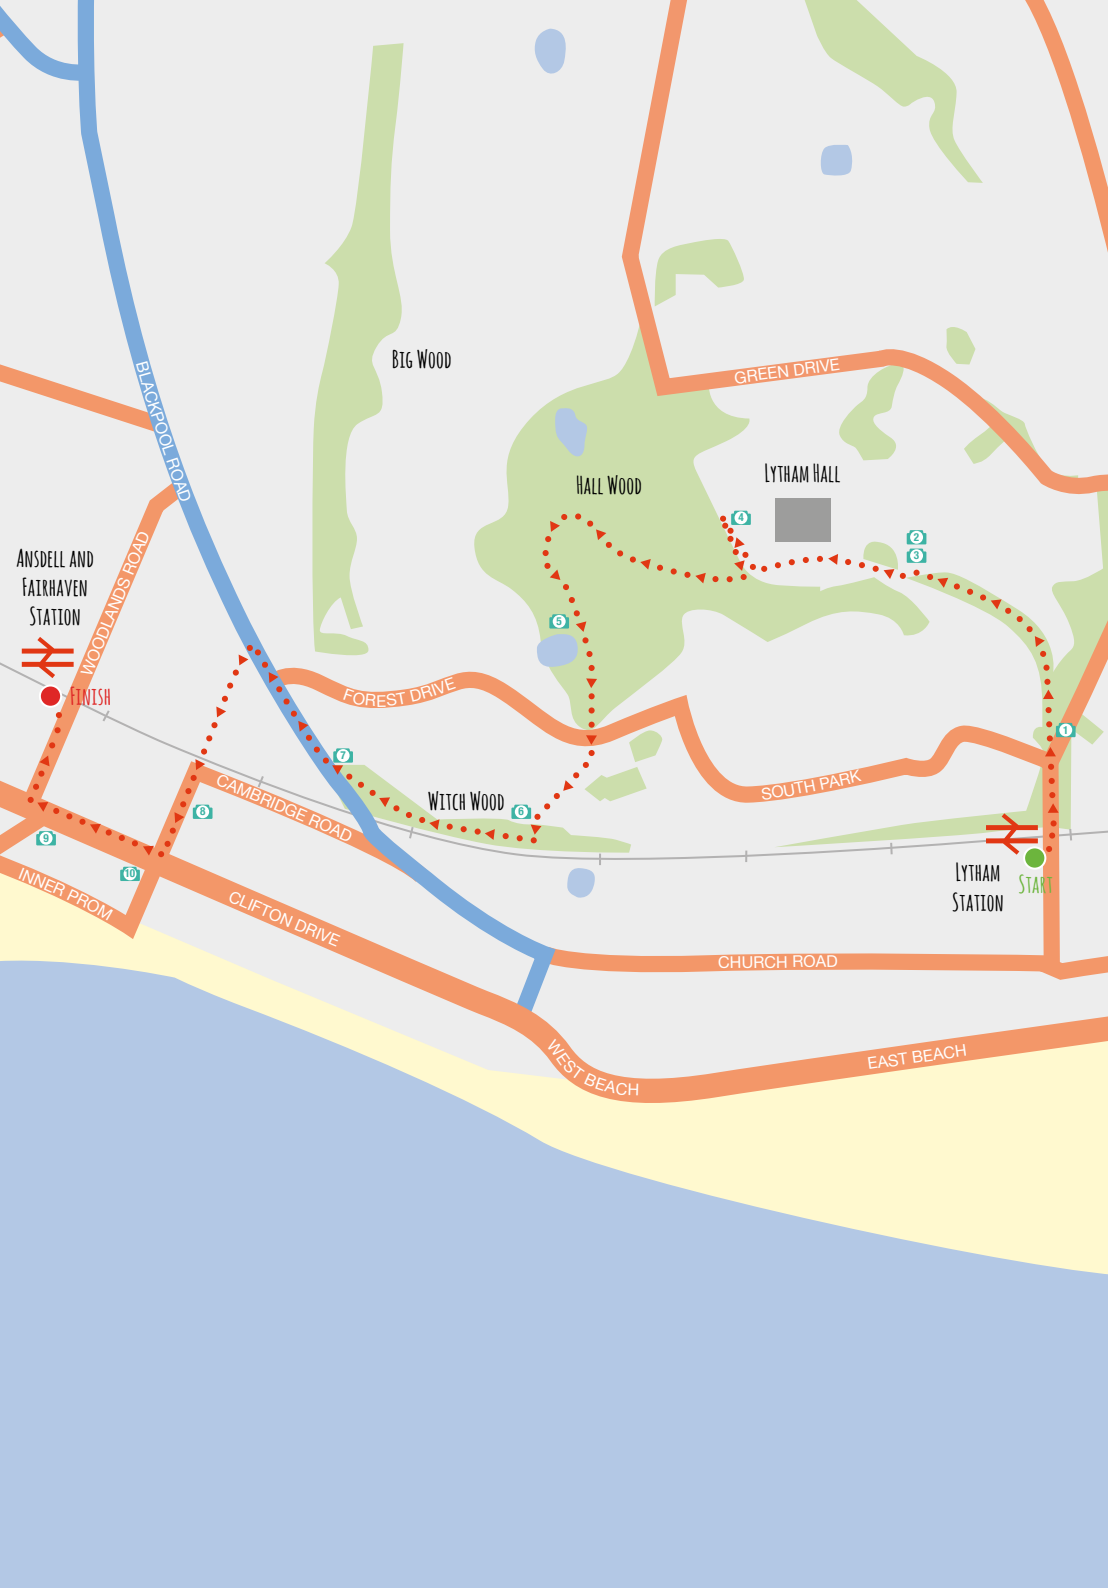 BIG WOOD
BLACKPOOL ROAD
GREEN DRIVE
LYTHAM HALL
HALL WOOD
4
2
3
ANSDELL AND
FAIRHAVEN
STATION
WOODLANDS ROAD
5
FINISH
FOREST DRIVE
1
7
SOUTH PARK
CAMBRIDGE ROAD
WITCH WOOD
6
8
9
10
LYTHAM
STATION
START
INNER PROM
CLIFTON DRIVE
CHURCH ROAD
WEST BEACH
EAST BEACH